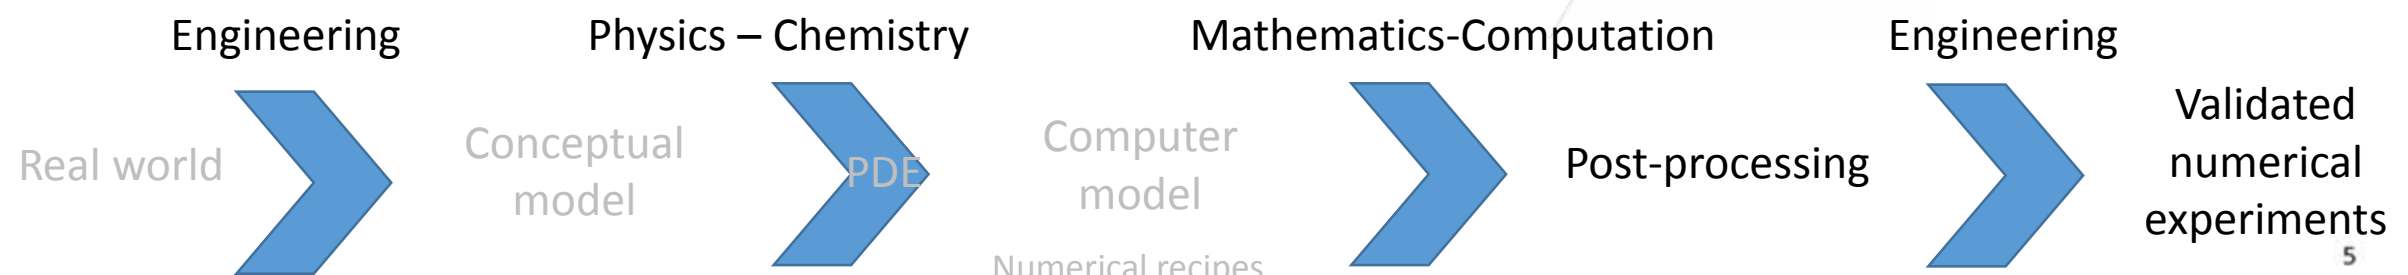 Engineering
Physics – Chemistry
Mathematics-Computation
Engineering
Real world
Conceptual
model
PDE
Computer
model
Numerical recipes
Post-processing
Validated
numerical
experiments
5